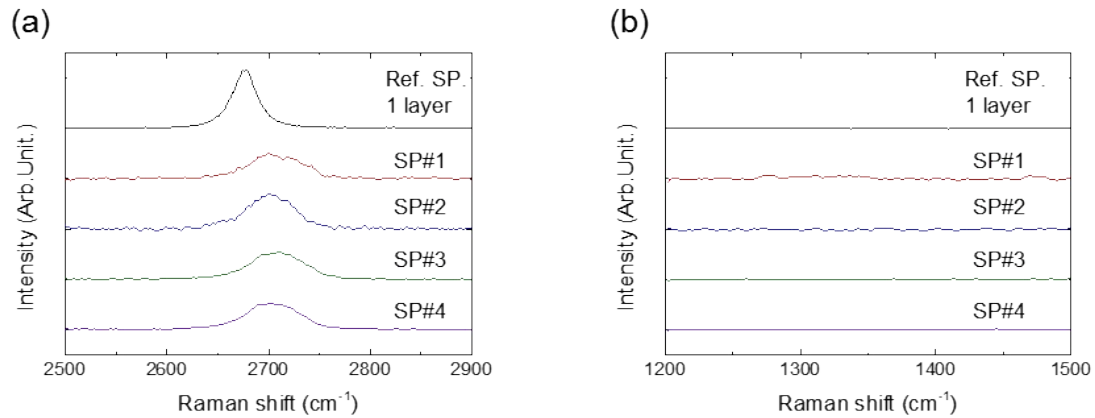 (a)
Intensity (Arb.Unit.)
Ref. SP.
1 layer
SP#1
SP#2
SP#3
SP#4
2500 2600 2700 2800 2900
Raman shift (cm⁻¹)
(b)
Intensity (Arb.Unit.)
Ref. SP.
1 layer
SP#1
SP#2
SP#3
SP#4
1200 1300 1400 1500
Raman shift (cm⁻¹)